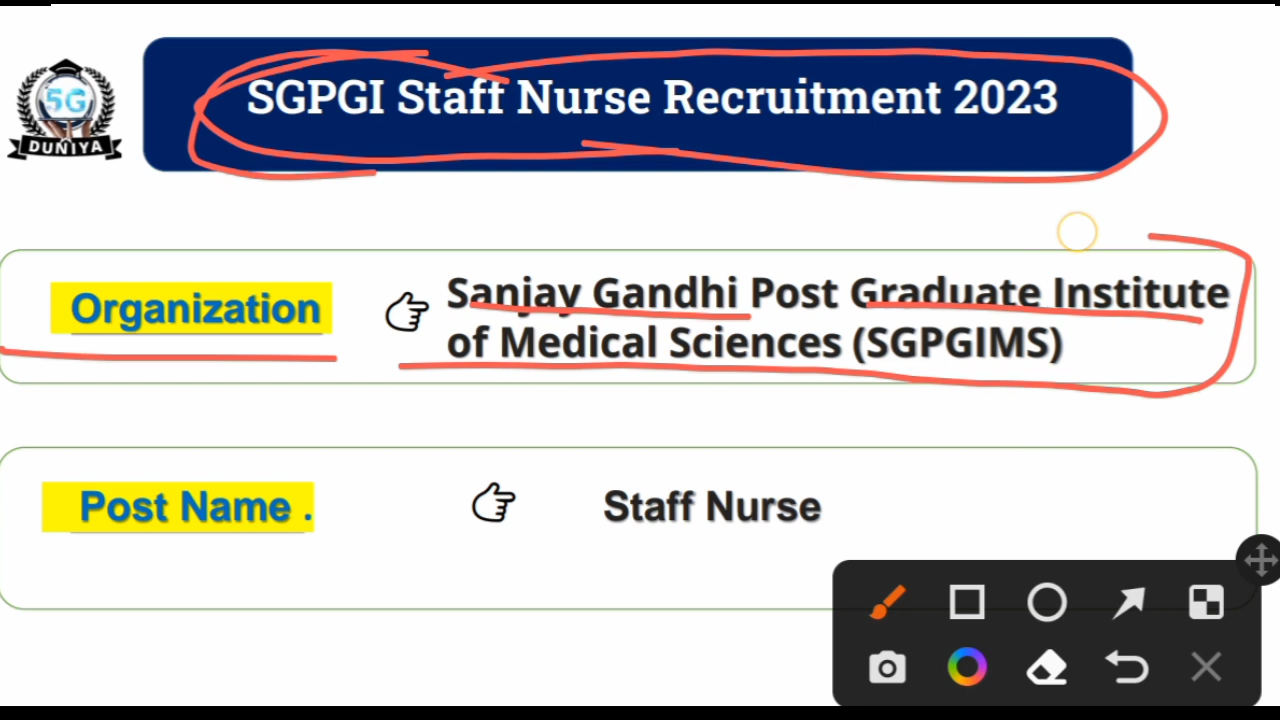 SGPGI Staff Nurse Recruitment 2023
5G
DUNIYA
Organization
Sanjay Gandhi Post Graduate Institute
of Medical Sciences (SGPGIMS)
Post Name .
Staff Nurse